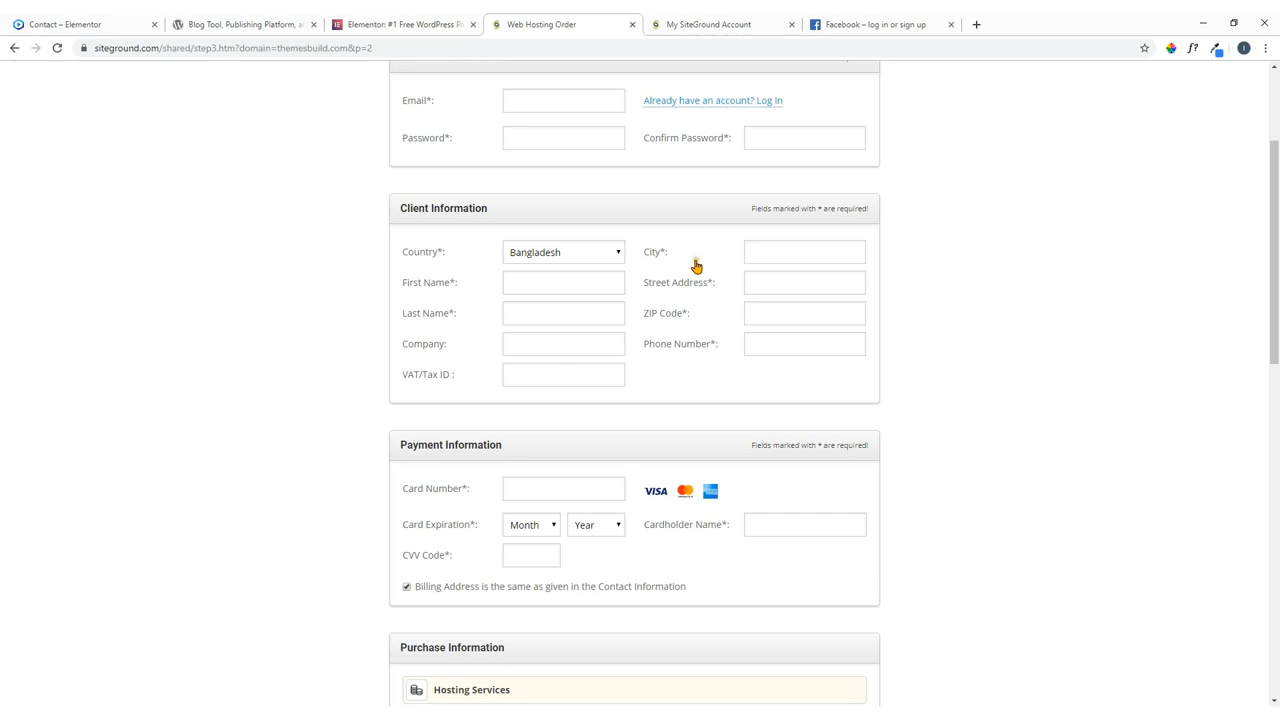 Contact – Elementor
Blog Tool, Publishing Platform, a
Elementor: #1 Free WordPress P
Web Hosting Order
My SiteGround Account
Facebook – log in or sign up
siteground.com/shared/step3.htm?domain=themesbuild.com&p=2
f?
I
Email*:
Already have an account? Log In
Password*:
Confirm Password*:
Client Information
Fields marked with * are required!
Country*:
Bangladesh
City*:
First Name*:
Street Address*:
Last Name*:
ZIP Code*:
Company:
Phone Number*:
VAT/Tax ID :
Payment Information
Fields marked with * are required!
Card Number*:
VISA
Card Expiration*:
Month
Year
Cardholder Name*:
CVV Code*:
Billing Address is the same as given in the Contact Information
Purchase Information
Hosting Services